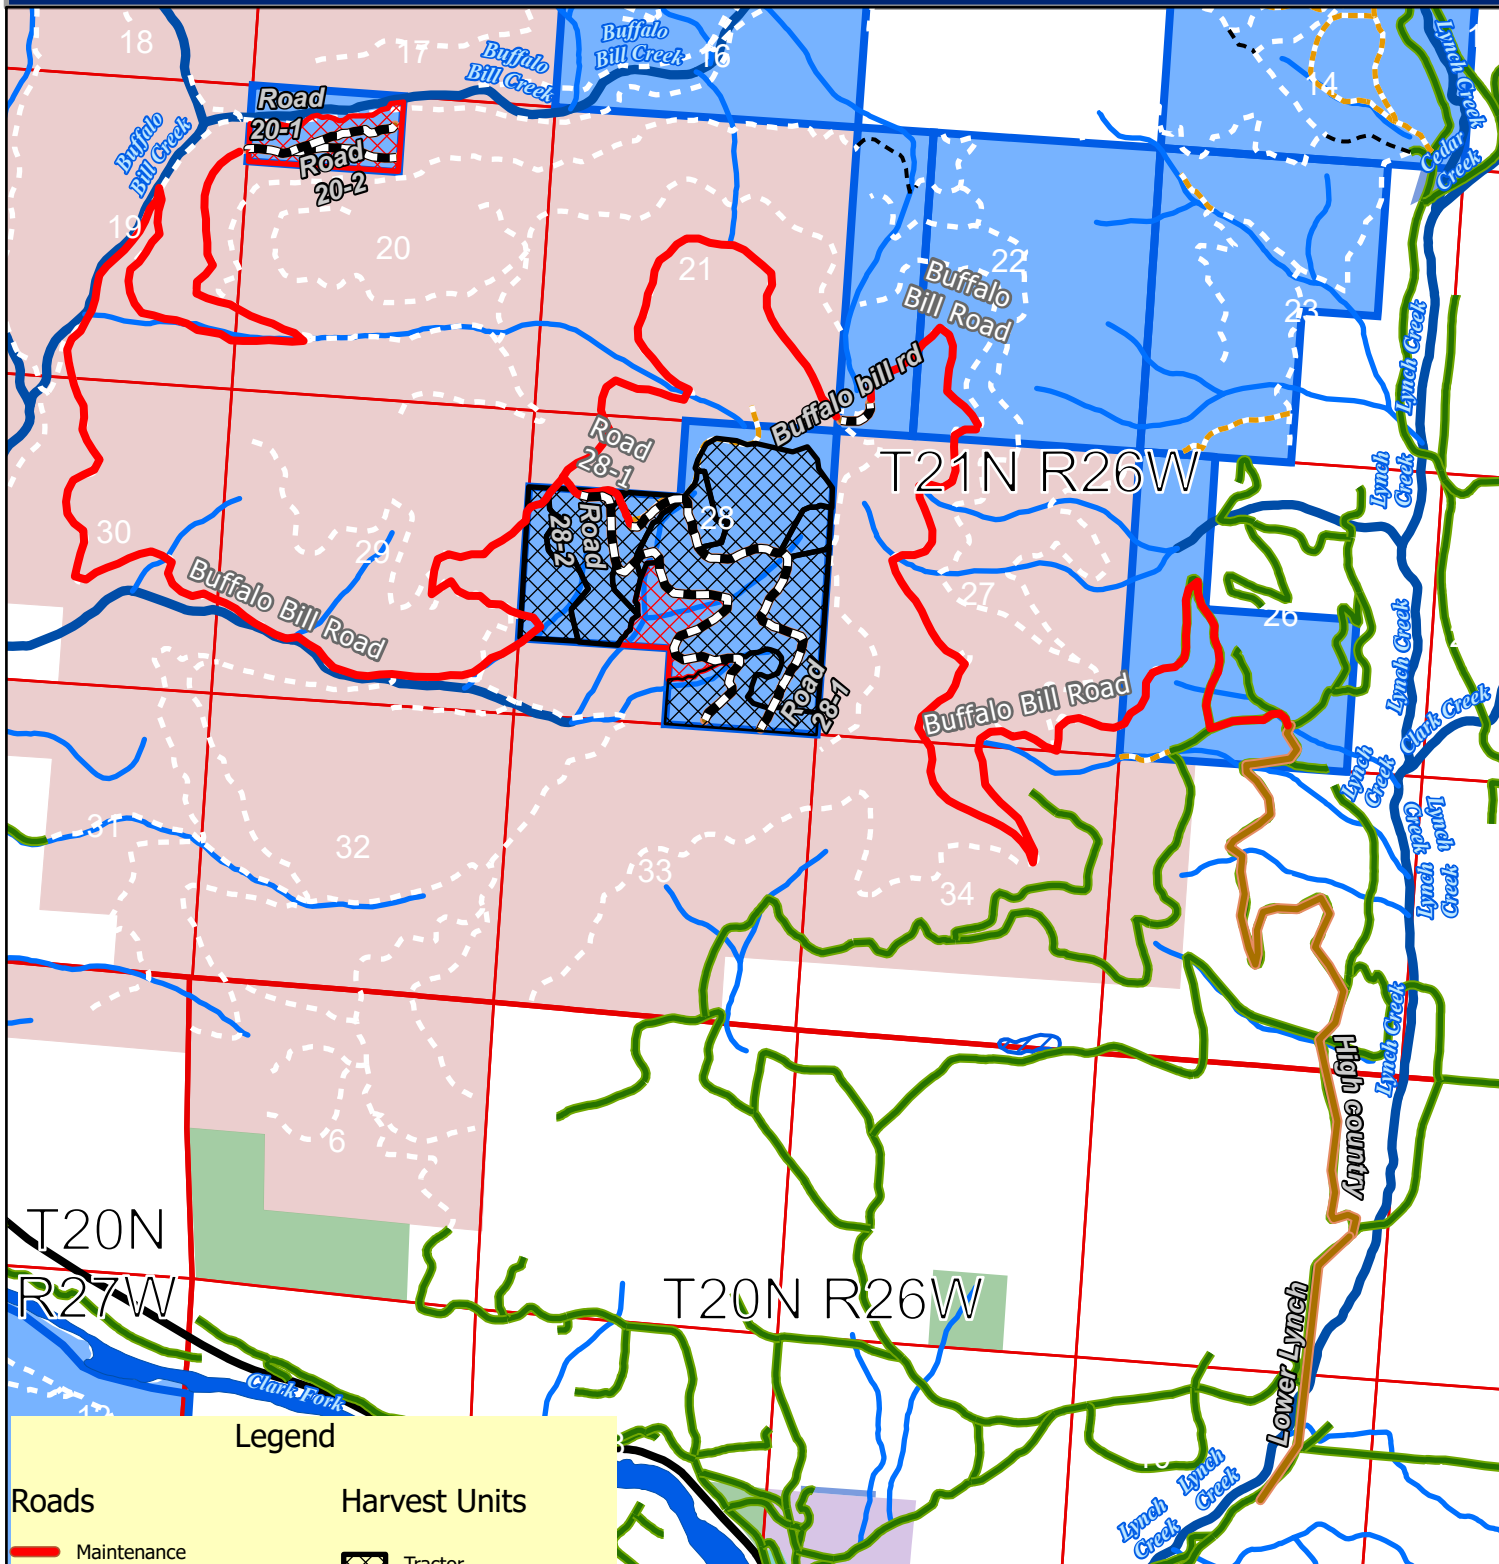 18
17
Buffalo
Bill Creek
Buffalo
Bill Creek
16
14
Lynch Creek
Buffalo
Bill Creek
Road
20-1
Road
20-2
Cedar
Creek
19
20
21
22
23
Buffalo
Bill Road
Buffalo bill rd
Lynch Creek
Road
28-1
T21N R26W
Lynch
Creek
30
29
28
Road
28-2
27
26
Buffalo Bill Road
Lynch Creek
Road
28-1
Buffalo Bill Road
Clark Creek
Lynch
Creek
Lynch
Creek
31
32
33
34
Lynch
Creek
Lynch Creek
High country
6
T20N
R27W
T20N R26W
Lower Lynch
Clark Fork
Lynch
Creek
Lynch
Creek
Legend
Roads
Harvest Units
Maintenance
Tractor